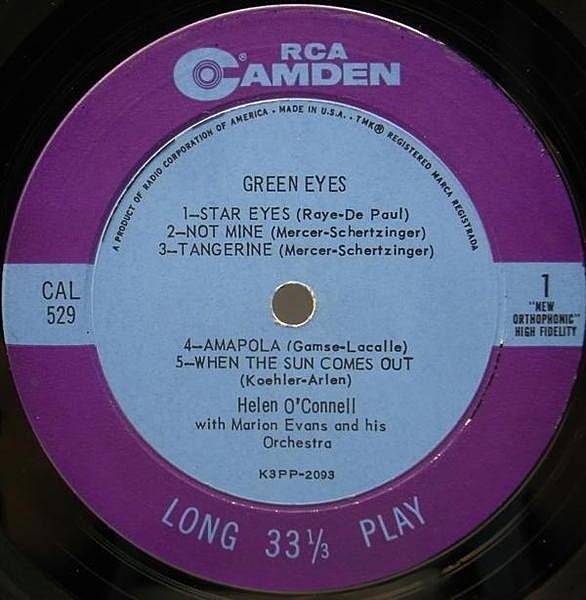 RCA
CAMDEN®
A PRODUCT OF RADIO CORPORATION OF AMERICA · MADE IN U.S.A. · TMK® REGISTERED MARCA REGISTRADA
GREEN EYES
1—STAR EYES (Raye-De Paul)
2—NOT MINE (Mercer-Schertzinger)
3—TANGERINE (Mercer-Schertzinger)
CAL
529
1
"NEW
ORTHOPHONIC"
HIGH FIDELITY
4—AMAPOLA (Gamse-Lacalle)
5—WHEN THE SUN COMES OUT
(Koehler-Arlen)
Helen O'Connell
with Marion Evans and his
Orchestra
K3PP-2093
LONG 33⅓ PLAY